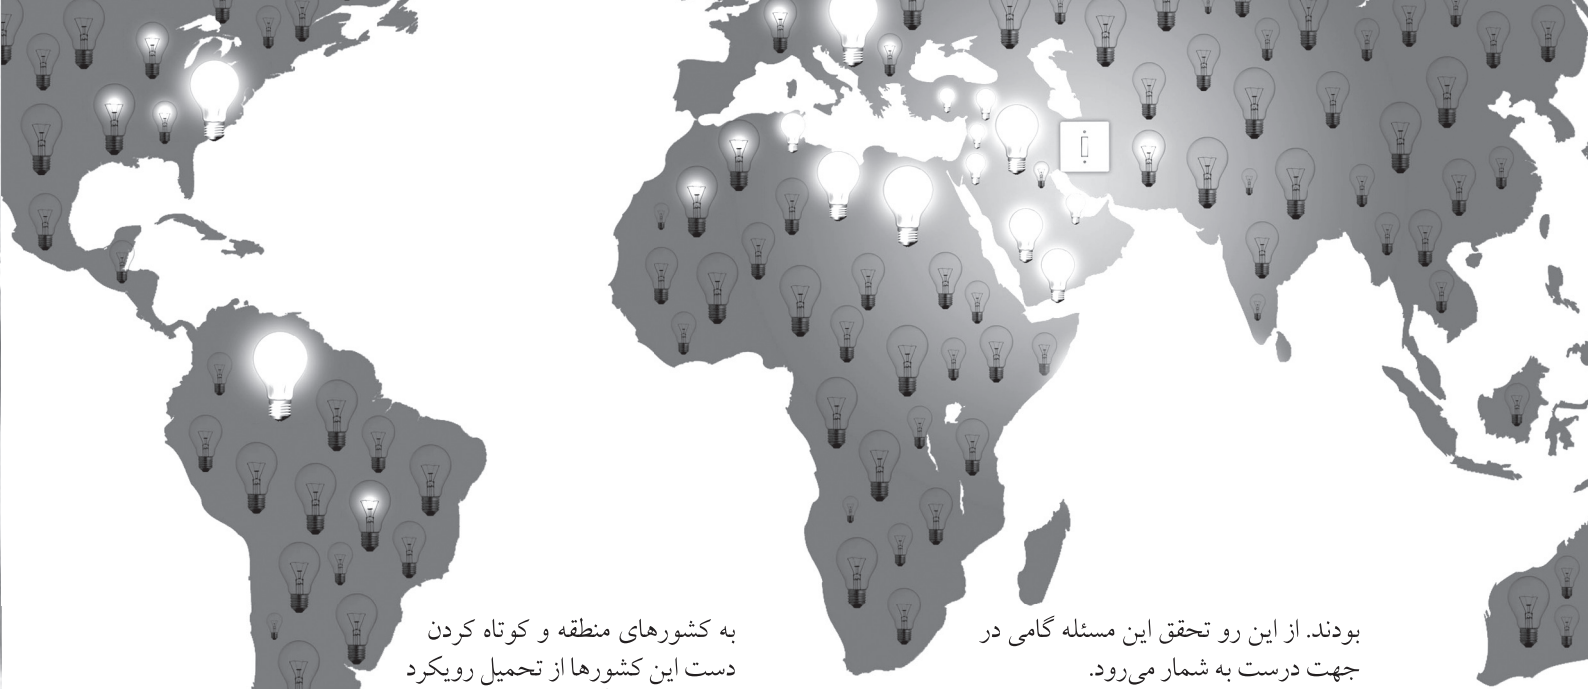 بودند. از این رو تحقق این مسئله گامی در
جهت درست به شمار می‌رود.
به کشورهای منطقه و کوتاه کردن
دست این کشورها از تحمیل رویکرد